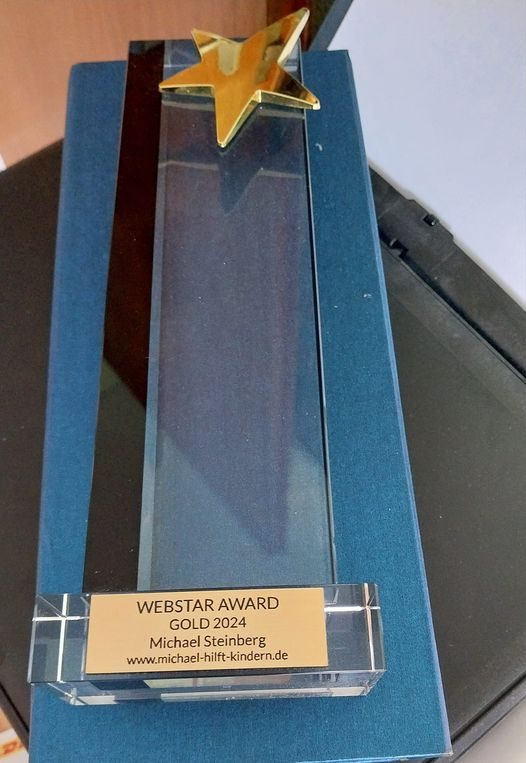 WEBSTAR AWARD
GOLD 2024
Michael Steinberg
www.michael-hilft-kindern.de